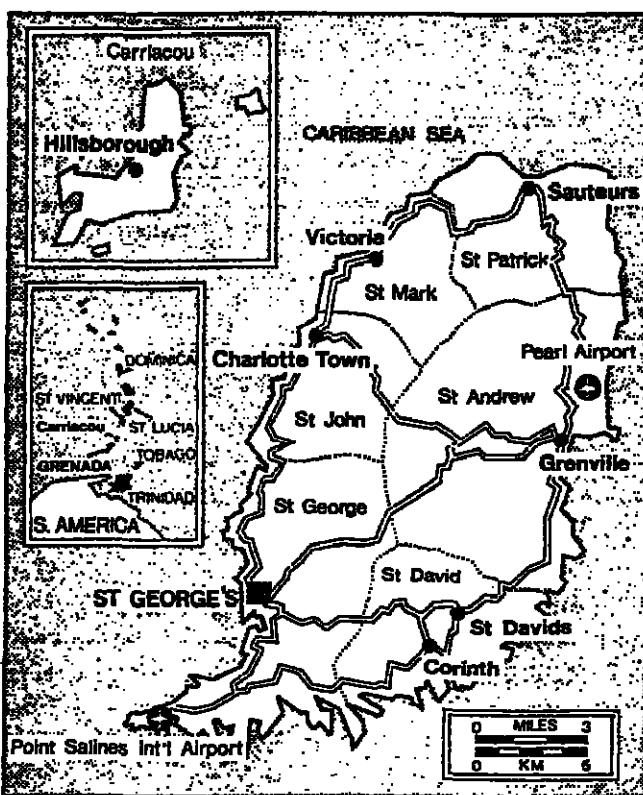 Carriacou
Hillsborough
CARIBBEAN SEA
Sauteurs
Victoria
St Patrick
St Mark
DOMINICA
ST VINCENT
Carriacou
ST LUCIA
TOBAGO
GRENADA
TRINIDAD
S. AMERICA
Charlotte Town
Pearl Airport
St Andrew
St John
Grenville
St George
St David
ST GEORGE'S
St Davids
Corinth
Point Salines Int'l Airport
0 MILES 3
0 KM 5